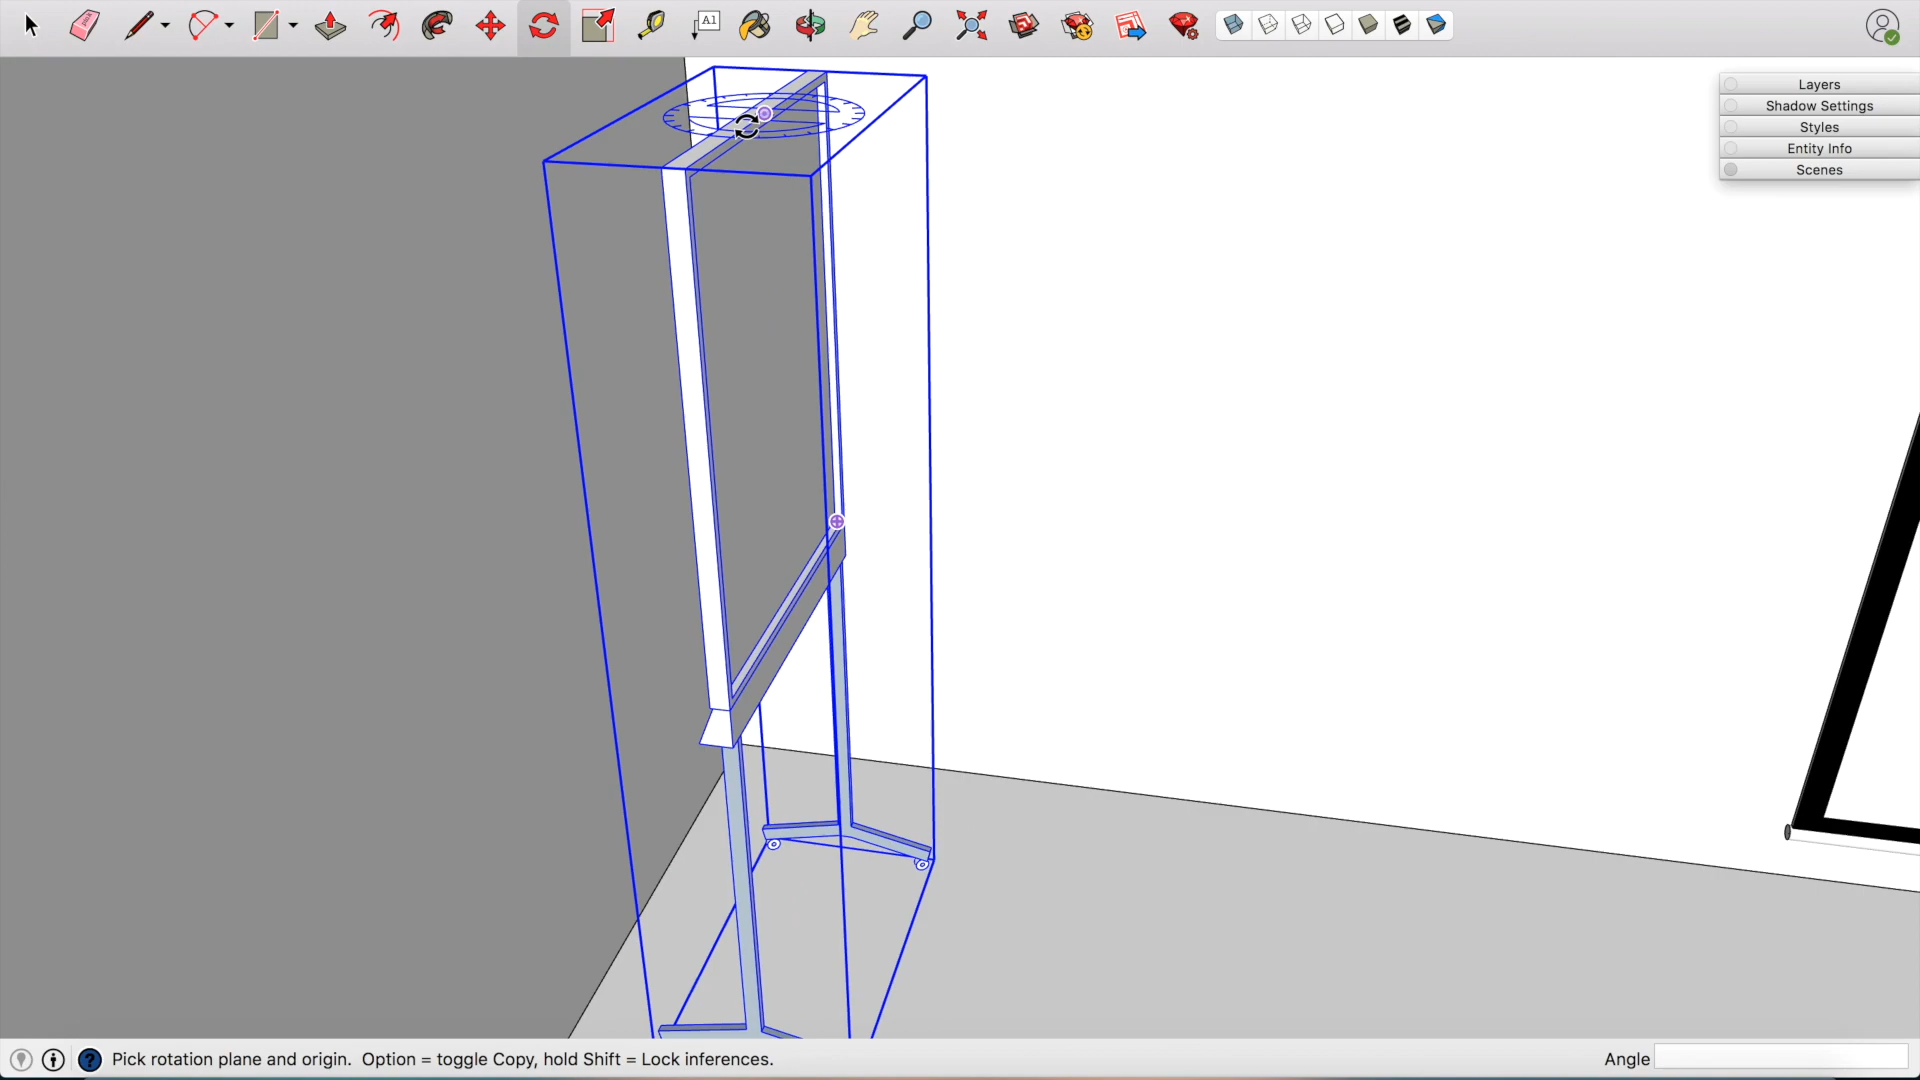 A1
Layers
Shadow Settings
Styles
Entity Info
Scenes
Pick rotation plane and origin.  Option = toggle Copy, hold Shift = Lock inferences.
Angle